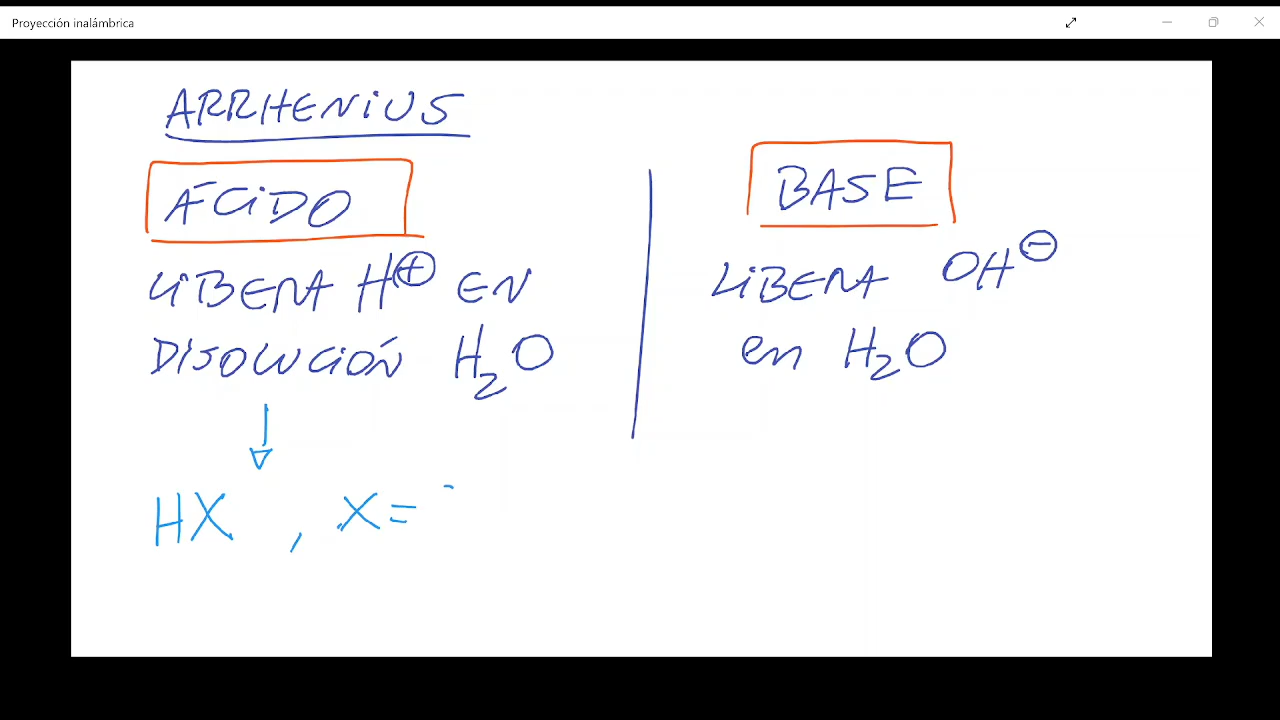 Proyección inalámbrica
ARRHENiUS
ÁCiDO
LiBERA H⊕ EN
DISOLUCiÓN H₂O
HX , X=
BASE
LiBERA OH⊖
en H₂O